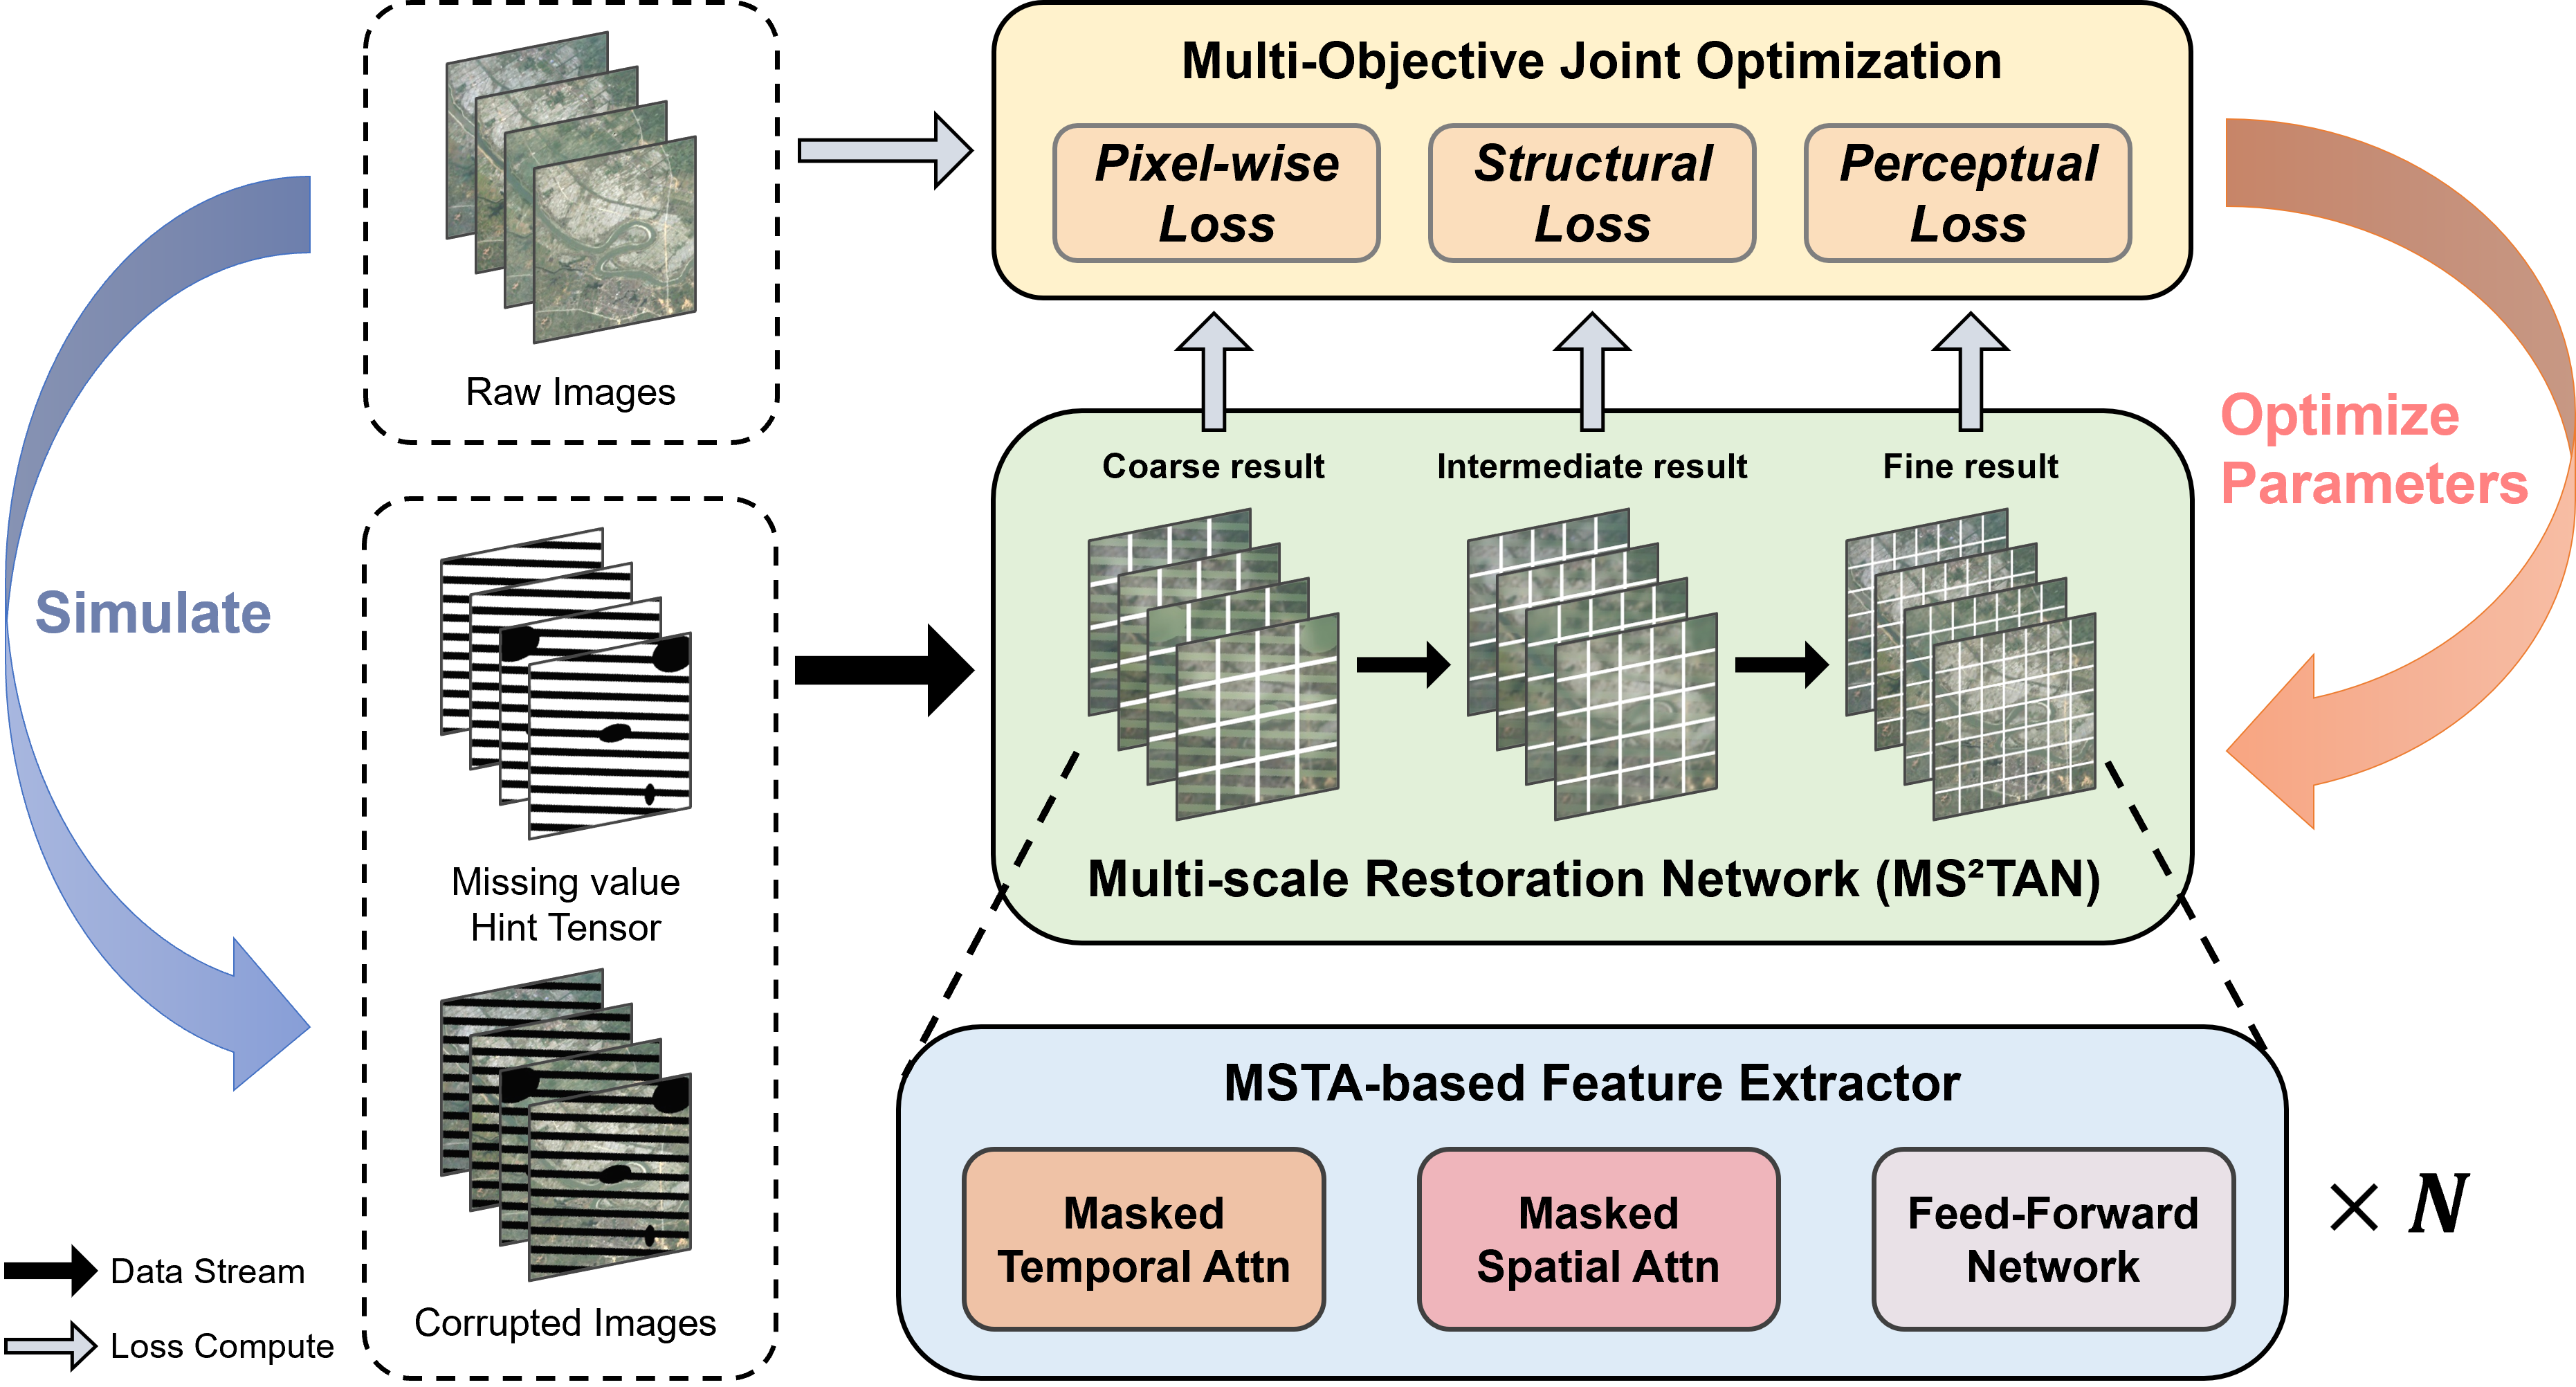 Multi-Objective Joint Optimization
Pixel-wise
Loss
Structural
Loss
Perceptual
Loss
Raw Images
Simulate
Optimize
Parameters
Coarse result
Intermediate result
Fine result
Multi-scale Restoration Network (MS²TAN)
Missing value
Hint Tensor
Corrupted Images
MSTA-based Feature Extractor
Masked
Temporal Attn
Masked
Spatial Attn
Feed-Forward
Network
× N
Data Stream
Loss Compute